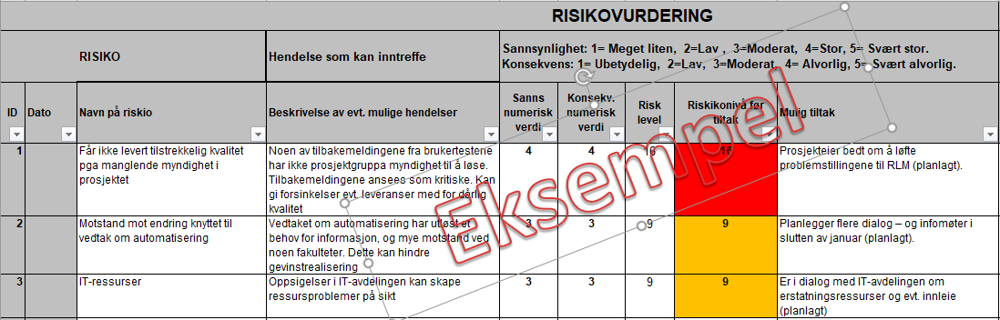 RISIKOVURDERING
RISIKO
Hendelse som kan inntreffe
Sannsynlighet: 1= Meget liten, 2=Lav , 3=Moderat, 4=Stor, 5= Svært stor.
Konsekvens: 1= Ubetydelig, 2=Lav, 3=Moderat, 4= Alvorlig, 5= Svært alvorlig.
ID
Dato
Navn på riskio
Beskrivelse av evt. mulige hendelser
Sanns
numerisk
verdi
Konsekv.
numerisk
verdi
Risk
level
Riskikonivå før
tiltak
Mulig tiltak
1
Får ikke levert tilstrekkelig kvalitet
pga manglende myndighet i
prosjektet
Noen av tilbakemeldingene fra brukertestene
har ikke prosjektgruppa myndighet til å løse.
Tilbakemeldingene ansees som kritiske. Kan
gi forsinkelser evt. leveranser med for dårlig
kvalitet
4
4
16
16
Prosjekteier bedt om å løfte
problemstillingene til RLM (planlagt).
2
Motstand mot endring knyttet til
vedtak om automatisering
Vedtaket om automatisering har utløst et
behov for informasjon, og mye motstand ved
noen fakulteter. Dette kan hindre
gevinstrealisering
3
3
9
9
Planlegger flere dialog – og infomøter i
slutten av januar (planlagt).
3
IT-ressurser
Oppsigelser i IT-avdelingen kan skape
ressursproblemer på sikt
3
3
9
9
Er i dialog med IT-avdelingen om
erstatningsressurser og evt. innleie
(planlagt)
Eksempel